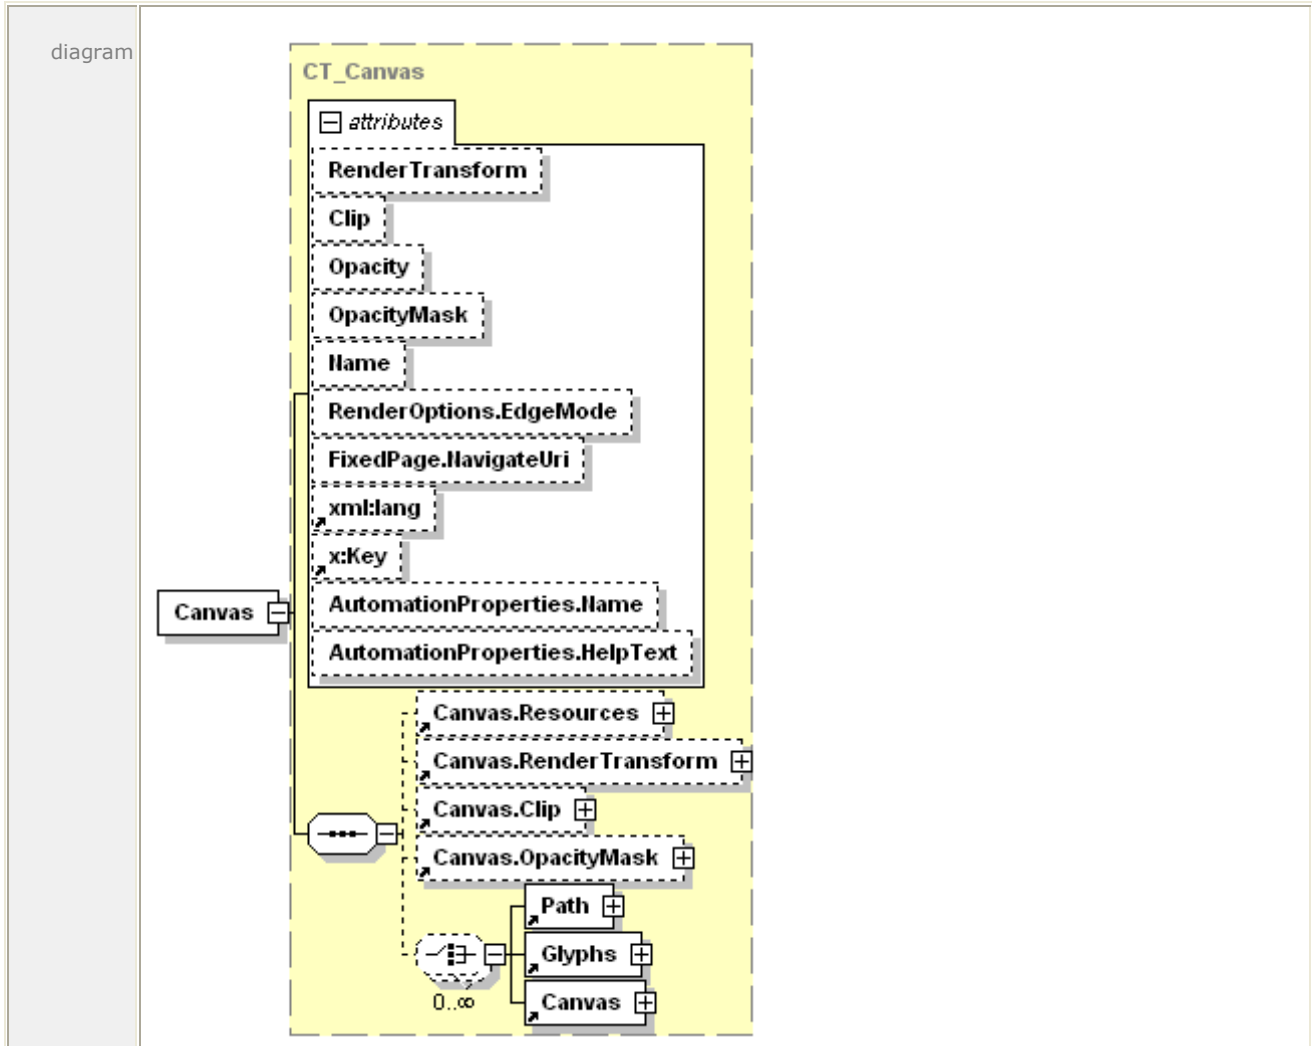 diagram
CT_Canvas
attributes
RenderTransform
Clip
Opacity
OpacityMask
Name
RenderOptions.EdgeMode
FixedPage.NavigateUri
xml:lang
x:Key
Canvas
AutomationProperties.Name
AutomationProperties.HelpText
Canvas.Resources
Canvas.RenderTransform
Canvas.Clip
Canvas.OpacityMask
Path
Glyphs
0..∞
Canvas